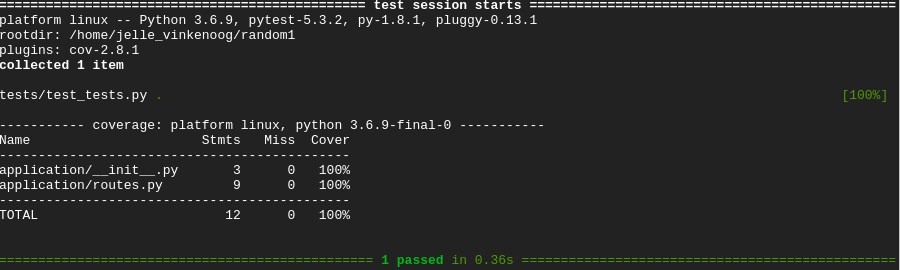 ============================================== test session starts ===============================================
platform linux -- Python 3.6.9, pytest-5.3.2, py-1.8.1, pluggy-0.13.1
rootdir: /home/jelle_vinkenoog/random1
plugins: cov-2.8.1
collected 1 item
tests/test_tests.py . [100%]
----------- coverage: platform linux, python 3.6.9-final-0 -----------
Name Stmts Miss Cover
---------------------------------------------
application/__init__.py 3 0 100%
application/routes.py 9 0 100%
---------------------------------------------
TOTAL 12 0 100%
================================================ 1 passed in 0.36s ================================================